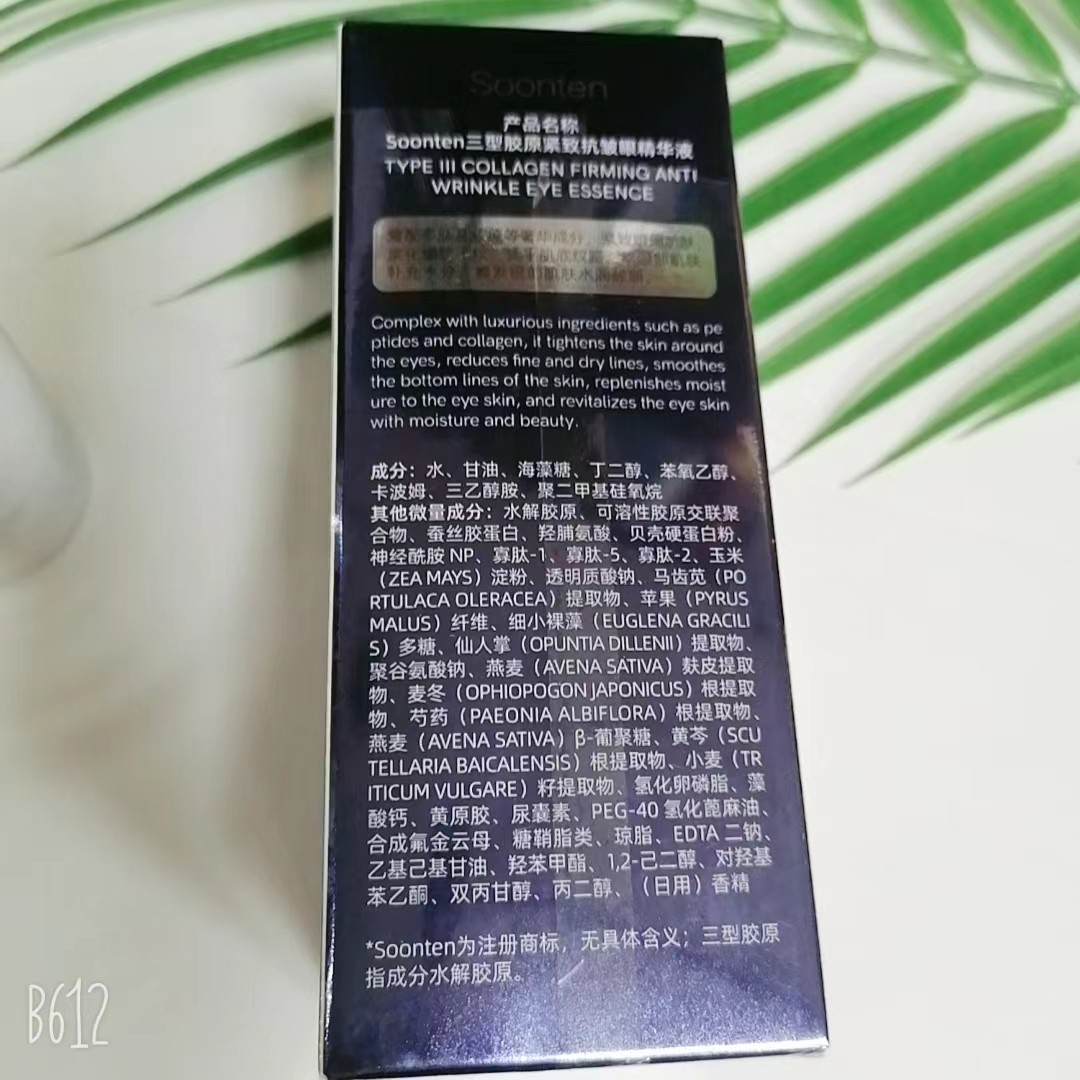 Soonten
产品名称
Soonten三型胶原紧致抗皱眼精华液
TYPE III COLLAGEN FIRMING ANTI
WRINKLE EYE ESSENCE
Complex with luxurious ingredients such as pe
ptides and collagen, it tightens the skin around
the eyes, reduces fine and dry lines, smoothes
the bottom lines of the skin, replenishes moist
ure to the eye skin, and revitalizes the eye skin
with moisture and beauty.
成分：水、甘油、海藻糖、丁二醇、苯氧乙醇、
卡波姆、三乙醇胺、聚二甲基硅氧烷
其他微量成分：水解胶原、可溶性胶原交联聚
合物、蚕丝胶蛋白、羟脯氨酸、贝壳硬蛋白粉、
神经酰胺 NP、寡肽-1、寡肽-5、寡肽-2、玉米
（ZEA MAYS）淀粉、透明质酸钠、马齿苋（PO
RTULACA OLERACEA）提取物、苹果（PYRUS
MALUS）纤维、细小裸藻（EUGLENA GRACILI
S）多糖、仙人掌（OPUNTIA DILLENII）提取物、
聚谷氨酸钠、燕麦（AVENA SATIVA）麸皮提取
物、麦冬（OPHIOPOGON JAPONICUS）根提取
物、芍药（PAEONIA ALBIFLORA）根提取物、
燕麦（AVENA SATIVA）β-葡聚糖、黄芩（SCU
TELLARIA BAICALENSIS）根提取物、小麦（TR
ITICUM VULGARE）籽提取物、氢化卵磷脂、藻
酸钙、黄原胶、尿囊素、PEG-40 氢化蓖麻油、
合成氟金云母、糖鞘脂类、琼脂、EDTA 二钠、
乙基己基甘油、羟苯甲酯、1,2-己二醇、对羟基
苯乙酮、双丙甘醇、丙二醇、（日用）香精
*Soonten为注册商标，无具体含义；三型胶原
指成分水解胶原。
B612